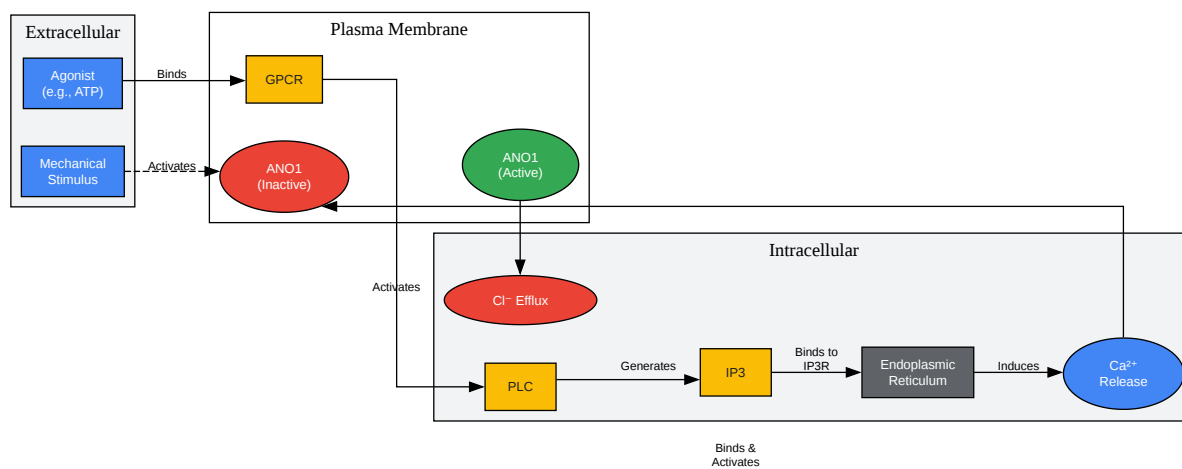 Extracellular
Plasma Membrane
Agonist
(e.g., ATP)
Binds
GPCR
Mechanical
Stimulus
Activates
ANO1
(Inactive)
ANO1
(Active)
Intracellular
Activates
Cl⁻ Efflux
PLC
Generates
IP3
Binds to
IP3R
Endoplasmic
Reticulum
Induces
Ca²⁺
Release
Binds &
Activates